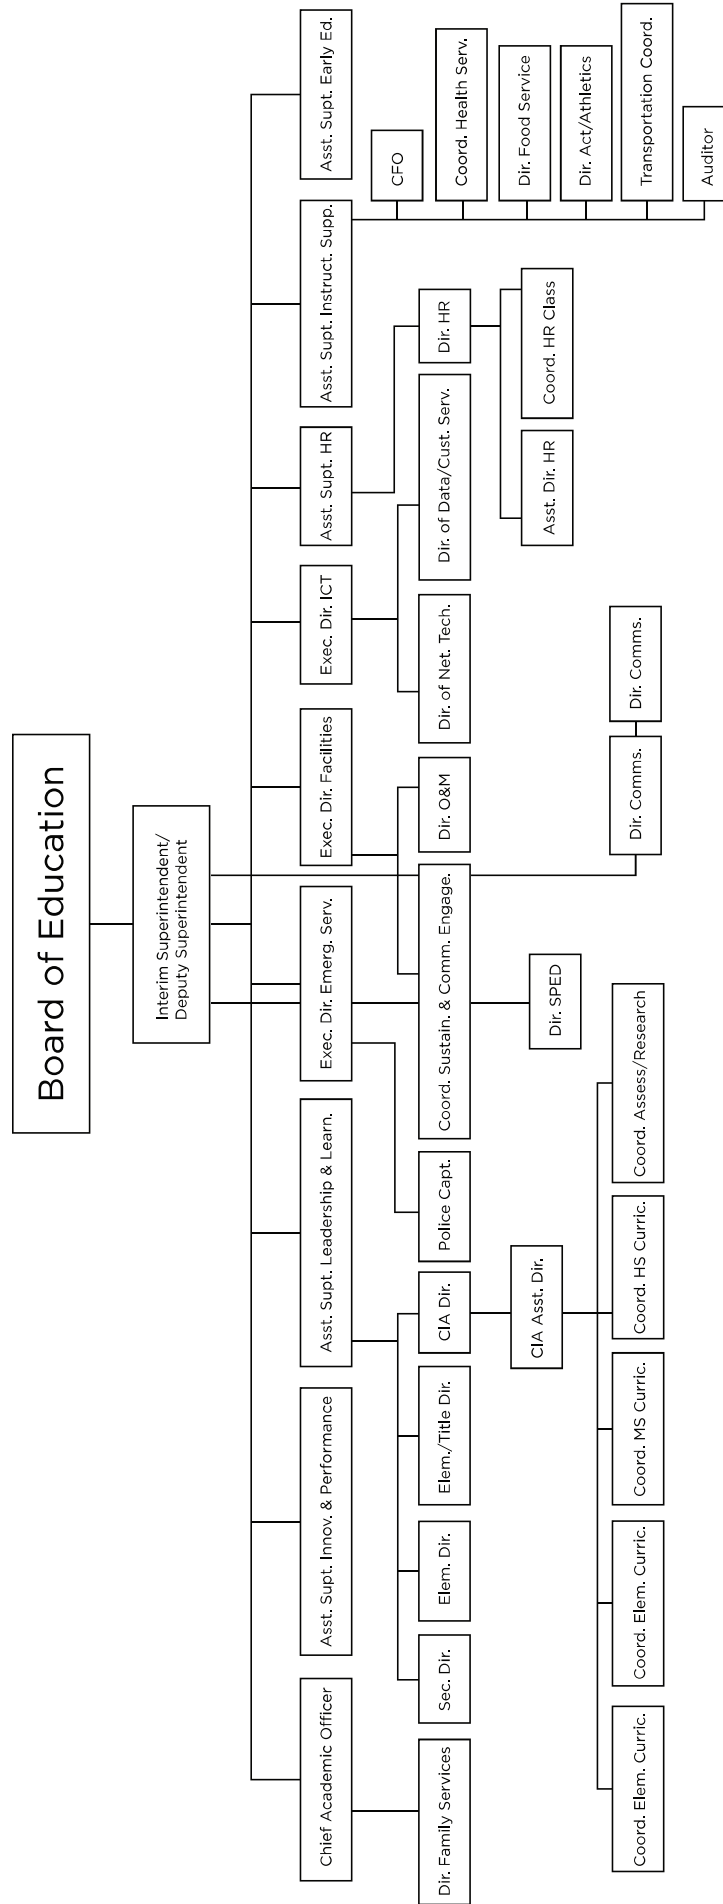 Board of Education
Interim Superintendent/
Deputy Superintendent
Chief Academic Officer
Asst. Supt. Innov. & Performance
Asst. Supt. Leadership & Learn.
Exec. Dir. Emerg. Serv.
Exec. Dir. Facilities
Exec. Dir. ICT
Asst. Supt. HR
Asst. Supt. Instruct. Supp.
Asst. Supt. Early Ed.
CFO
Coord. Health Serv.
Dir. Food Service
Dir. Act/Athletics
Transportation Coord.
Auditor
Dir. Family Services
Sec. Dir.
Elem. Dir.
Elem./Title Dir.
CIA Dir.
Police Capt.
Coord. Sustain. & Comm. Engage.
Dir. O&M
Dir. of Net. Tech.
Dir. of Data/Cust. Serv.
Dir. HR
CIA Asst. Dir.
Dir. SPED
Asst. Dir. HR
Coord. HR Class
Coord. Elem. Curric.
Coord. Elem. Curric.
Coord. MS Curric.
Coord. HS Curric.
Coord. Assess/Research
Dir. Comms.
Dir. Comms.